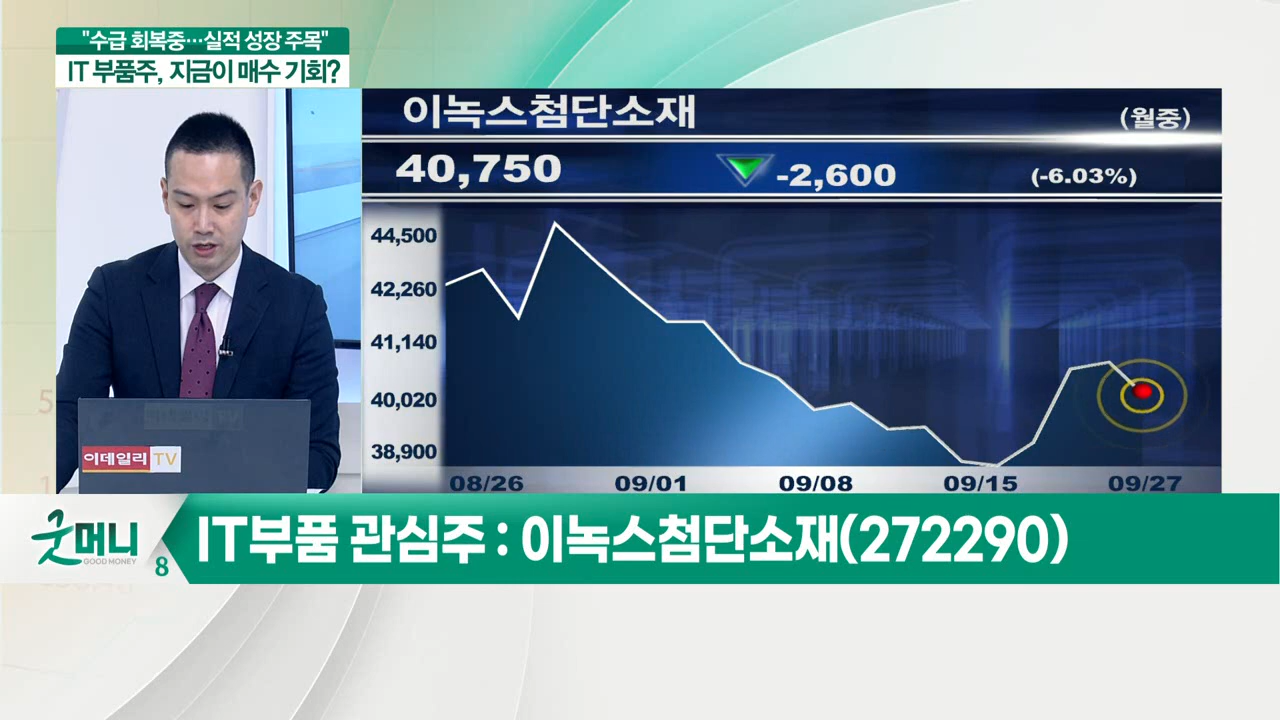 "수급 회복중…실적 성장 주목"
IT 부품주, 지금이 매수 기회?
이녹스첨단소재 (월중)
40,750 -2,600 (-6.03%)
44,500
42,260
41,140
40,020
38,900
08/26 09/01 09/08 09/15 09/27
이데일리 TV
굿머니
GOOD MONEY
8
IT부품 관심주 : 이녹스첨단소재(272290)